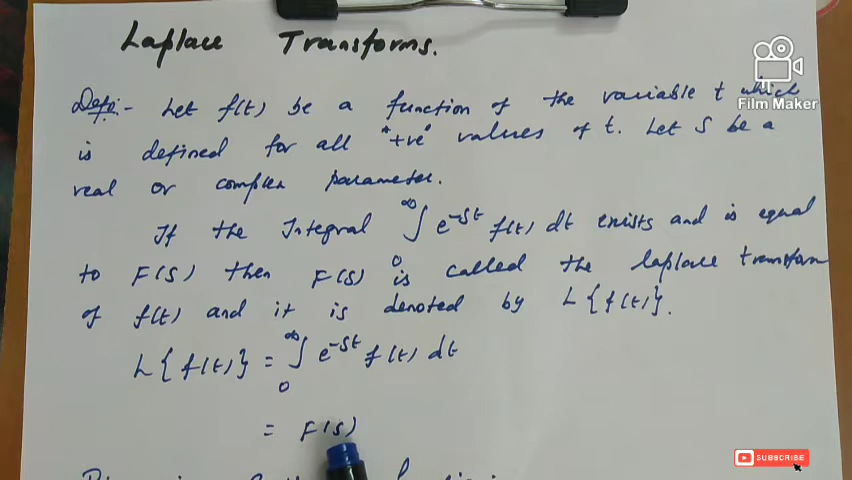 Laplace Transforms.
Film Maker
Defn:- Let f(t) be a function of the variable t which
is defined for all "+ve" values of t. Let S be a
real or complex parameter.
If the Integral ∫₀^∞ e^-st f(t) dt exists and is equal
to F(S) then F(S) is called the laplace transform
of f(t) and it is denoted by L{f(t)}.
L{f(t)} = ∫₀^∞ e^-st f(t) dt
= F(S)
SUBSCRIBE